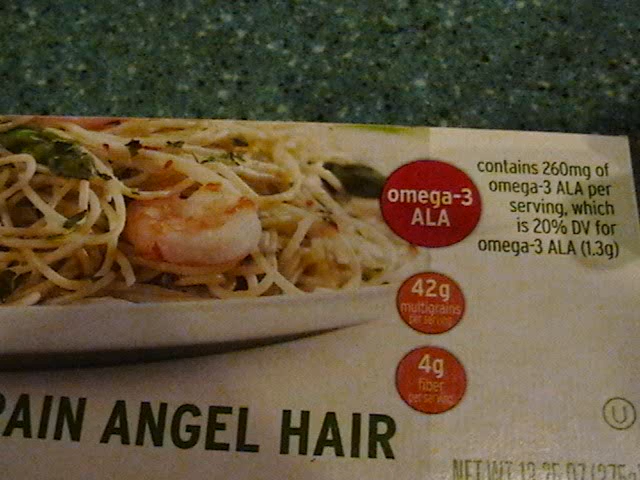 contains 260mg of
omega-3 ALA per
serving, which
is 20% DV for
omega-3 ALA (1.3g)
omega-3
ALA
42g
multigrains
per serving
4g
fiber
per serving
PAIN ANGEL HAIR
U
NET WT